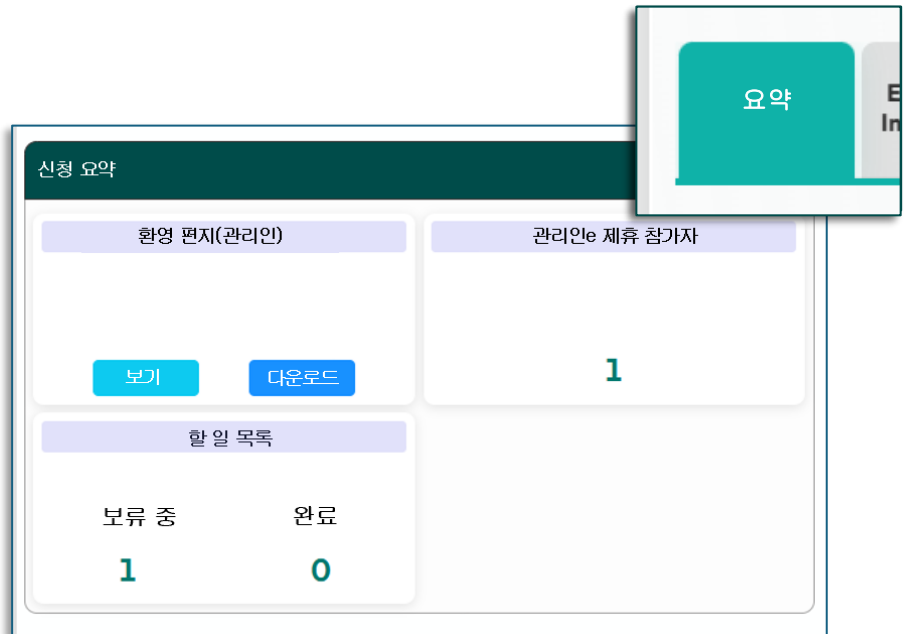 요약
E
In
신청 요약
환영 편지(관리인)
관리인e 제휴 참가자
보기
다운로드
1
할 일 목록
보류 중
완료
1
0